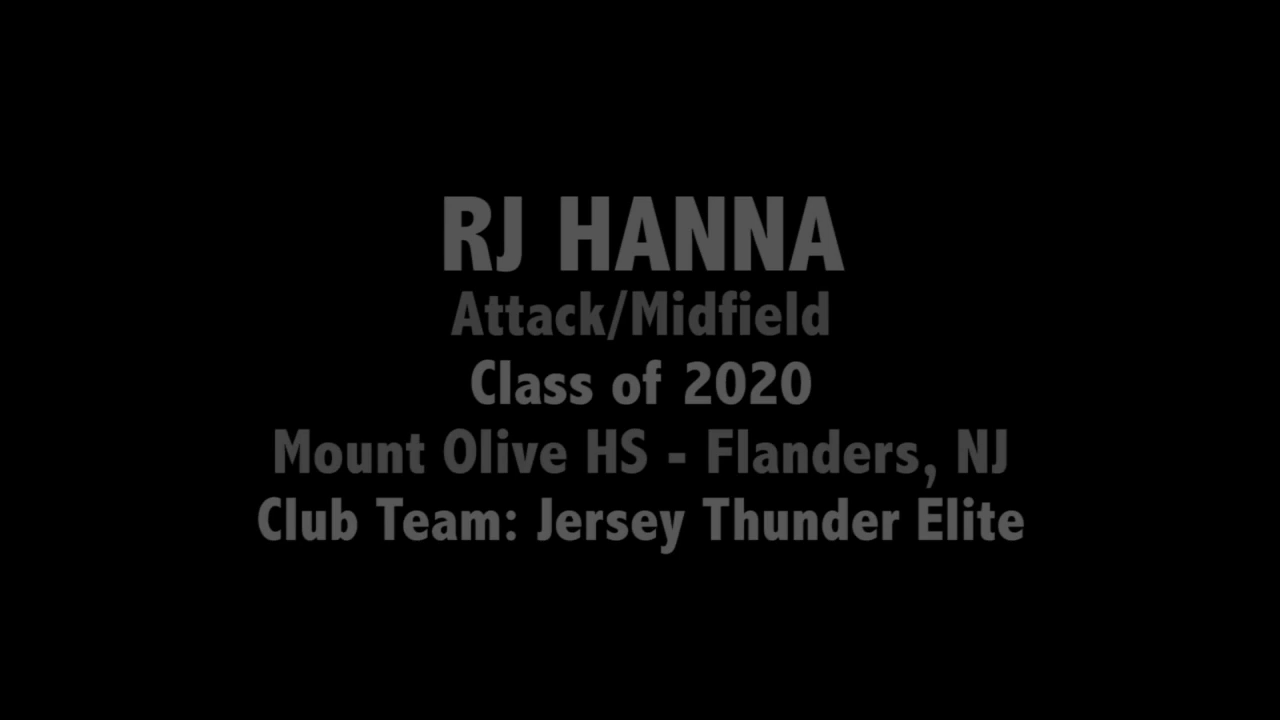 RJ HANNA
Attack/Midfield
Class of 2020
Mount Olive HS - Flanders, NJ
Club Team: Jersey Thunder Elite